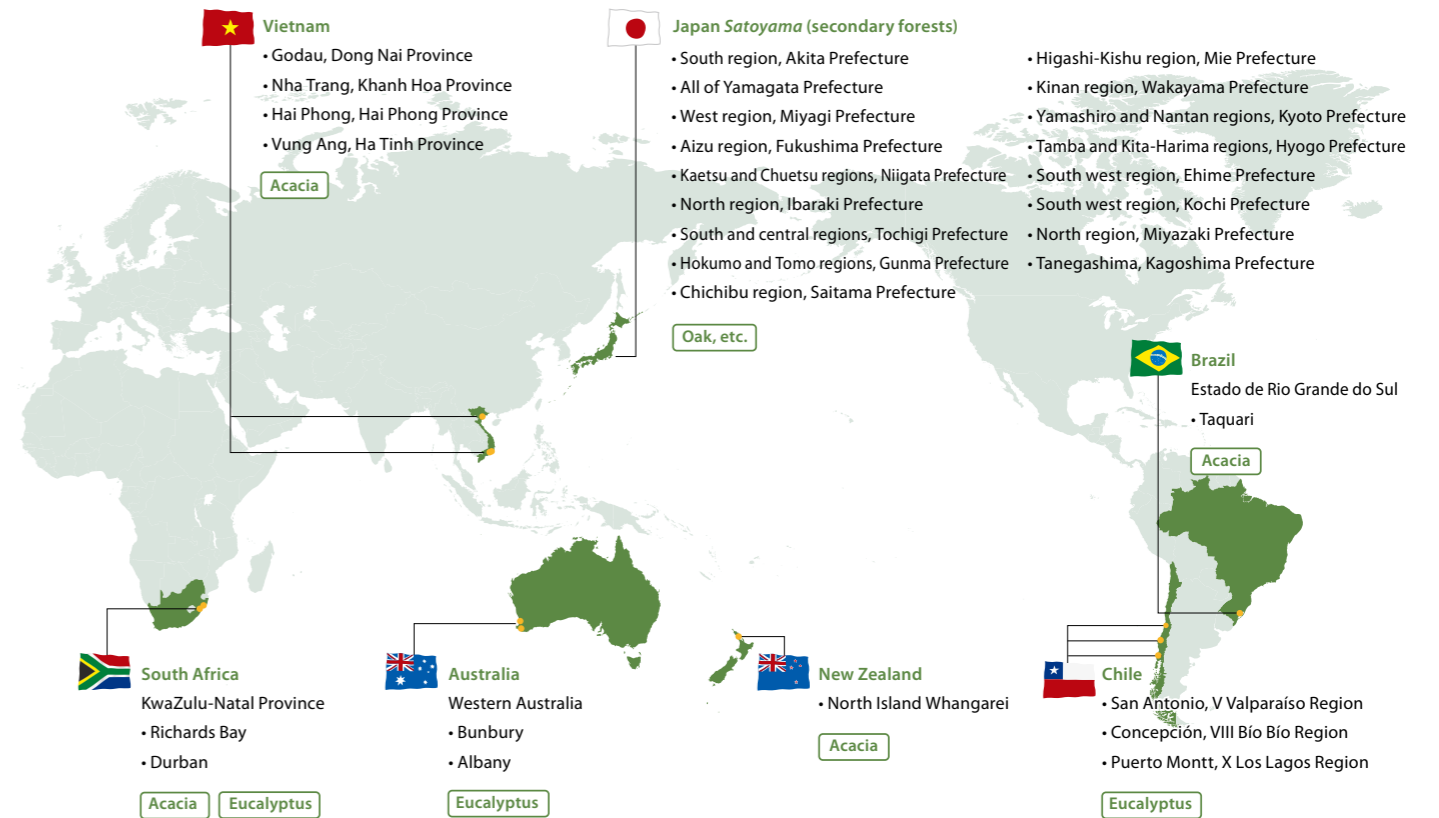 Vietnam
• Godau, Dong Nai Province
• Nha Trang, Khanh Hoa Province
• Hai Phong, Hai Phong Province
• Vung Ang, Ha Tinh Province
Acacia
Japan Satoyama (secondary forests)
• South region, Akita Prefecture
• All of Yamagata Prefecture
• West region, Miyagi Prefecture
• Aizu region, Fukushima Prefecture
• Kaetsu and Chuetsu regions, Niigata Prefecture
• North region, Ibaraki Prefecture
• South and central regions, Tochigi Prefecture
• Hokumo and Tomo regions, Gunma Prefecture
• Chichibu region, Saitama Prefecture
• Higashi-Kishu region, Mie Prefecture
• Kinan region, Wakayama Prefecture
• Yamashiro and Nantan regions, Kyoto Prefecture
• Tamba and Kita-Harima regions, Hyogo Prefecture
• South west region, Ehime Prefecture
• South west region, Kochi Prefecture
• North region, Miyazaki Prefecture
• Tanegashima, Kagoshima Prefecture
Oak, etc.
Brazil
Estado de Rio Grande do Sul
• Taquari
Acacia
South Africa
KwaZulu-Natal Province
• Richards Bay
• Durban
Acacia
Eucalyptus
Australia
Western Australia
• Bunbury
• Albany
Eucalyptus
New Zealand
• North Island Whangarei
Acacia
Chile
• San Antonio, V Valparaíso Region
• Concepción, VIII Bío Bío Region
• Puerto Montt, X Los Lagos Region
Eucalyptus